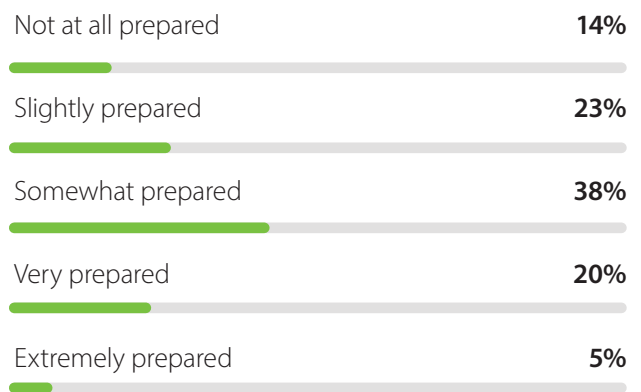 Not at all prepared 14%
Slightly prepared 23%
Somewhat prepared 38%
Very prepared 20%
Extremely prepared 5%